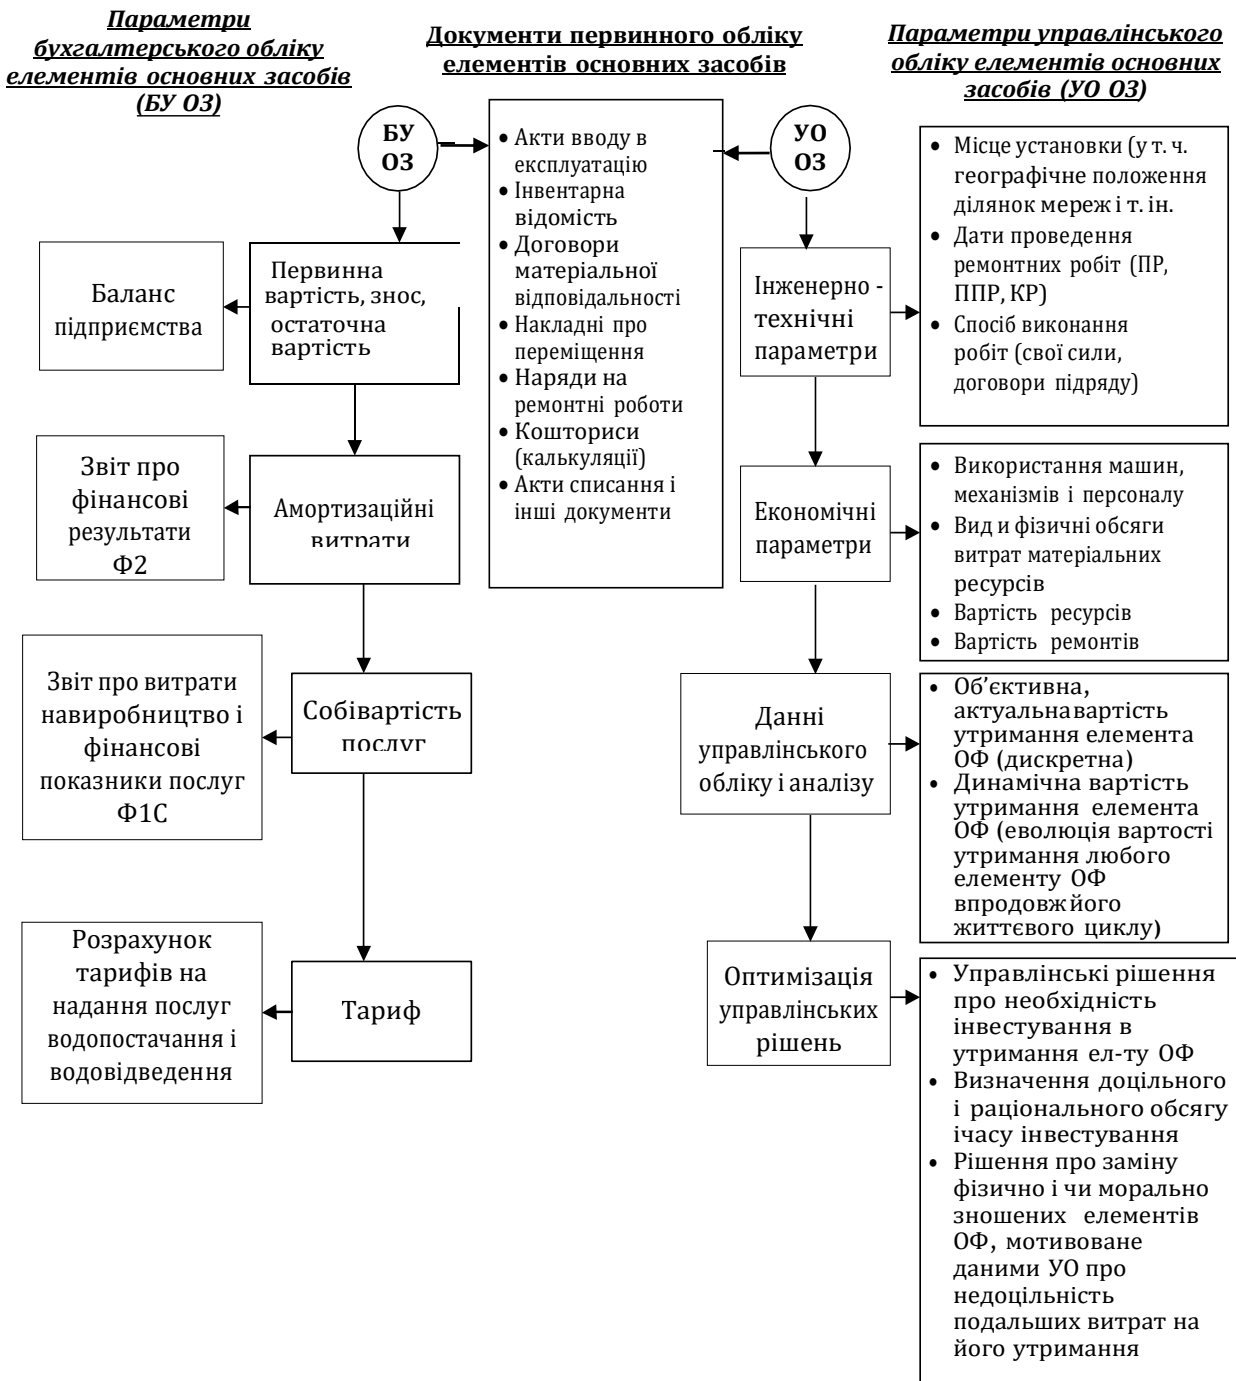 Параметри
бухгалтерського обліку
елементів основних засобів
(БУ ОЗ)
Документи первинного обліку
елементів основних засобів
Параметри управлінського
обліку елементів основних
засобів (УО ОЗ)
БУ
ОЗ
УО
ОЗ
• Акти вводу в
експлуатацію
• Інвентарна
відомість
• Договори
матеріальної
відповідальності
• Накладні про
переміщення
• Наряди на
ремонтні роботи
• Кошториси
(калькуляції)
• Акти списання і
інші документи
Баланс
підприємства
Первинна
вартість, знос,
остаточна
вартість
Звіт про
фінансові
результати
Ф2
Амортизаційні
витрати
Звіт про витрати
навиробництво і
фінансові
показники послуг
Ф1С
Собівартість
послуг
Розрахунок
тарифів на
надання послуг
водопостачання і
водовідведення
Тариф
Інженерно -
технічні
параметри
• Місце установки (у т. ч.
географічне положення
ділянок мереж і т. ін.
• Дати проведення
ремонтних робіт (ПР,
ППР, КР)
• Спосіб виконання
робіт (свої сили,
договори підряду)
Економічні
параметри
• Використання машин,
механізмів і персоналу
• Вид и фізичні обсяги
витрат матеріальних
ресурсів
• Вартість ресурсів
• Вартість ремонтів
Данні
управлінського
обліку і аналізу
• Об’єктивна,
актуальнавартість
утримання елемента
ОФ (дискретна)
• Динамічна вартість
утримання елемента
ОФ (еволюція вартості
утримання любого
елементу ОФ
впродовж його
життєвого циклу)
Оптимізація
управлінських
рішень
• Управлінські рішення
про необхідність
інвестування в
утримання ел-ту ОФ
• Визначення доцільного
і раціонального обсягу
ічасу інвестування
• Рішення про заміну
фізично і чи морально
зношених елементів
ОФ, мотивоване
даними УО про
недоцільність
подальших витрат на
його утримання